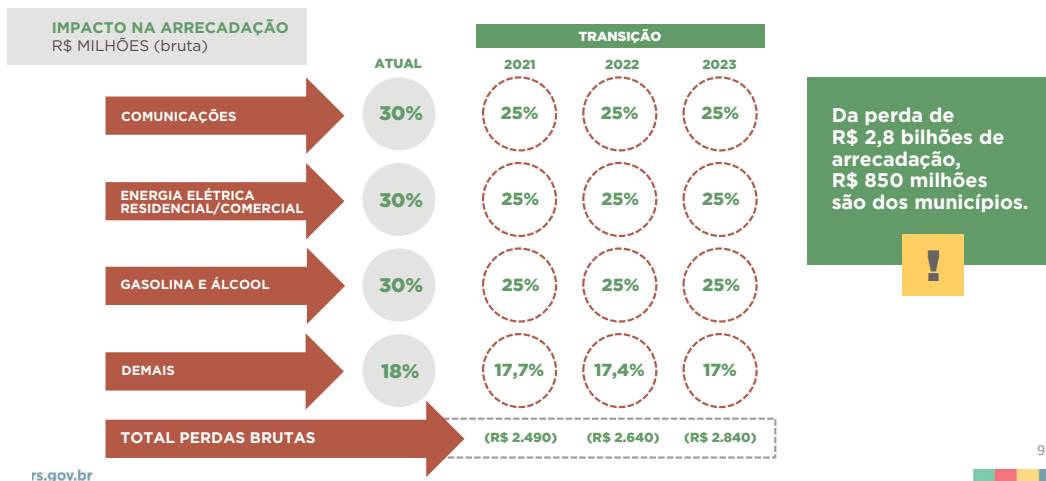 IMPACTO NA ARRECADAÇÃO
R$ MILHÕES (bruta)
TRANSIÇÃO
ATUAL 2021 2022 2023
COMUNICAÇÕES 30% 25% 25% 25%
ENERGIA ELÉTRICA
RESIDENCIAL/COMERCIAL 30% 25% 25% 25%
GASOLINA E ÁLCOOL 30% 25% 25% 25%
DEMAIS 18% 17,7% 17,4% 17%
TOTAL PERDAS BRUTAS (R$ 2.490) (R$ 2.640) (R$ 2.840)
Da perda de
R$ 2,8 bilhões de
arrecadação,
R$ 850 milhões
são dos municípios.
!
9
rs.gov.br